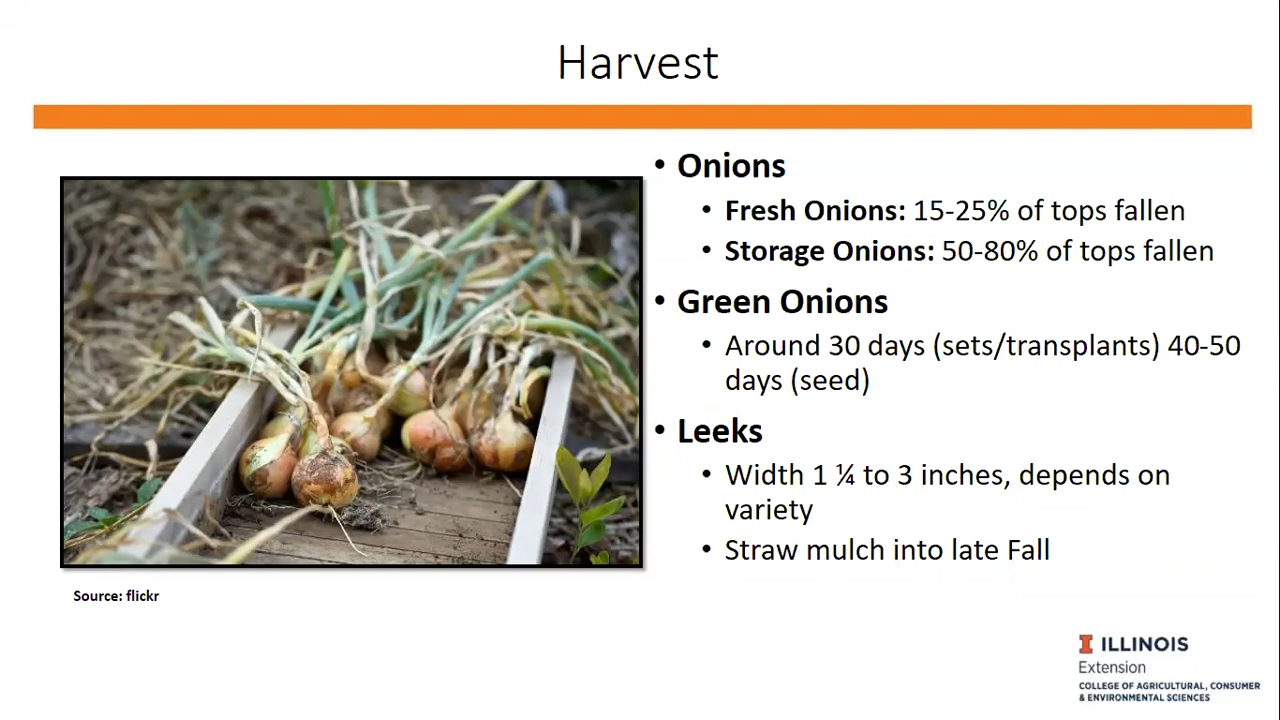 Harvest
• Onions
• Fresh Onions: 15-25% of tops fallen
• Storage Onions: 50-80% of tops fallen
• Green Onions
• Around 30 days (sets/transplants) 40-50
days (seed)
• Leeks
• Width 1 ¼ to 3 inches, depends on
variety
• Straw mulch into late Fall
Source: flickr
I ILLINOIS
Extension
COLLEGE OF AGRICULTURAL, CONSUMER
& ENVIRONMENTAL SCIENCES